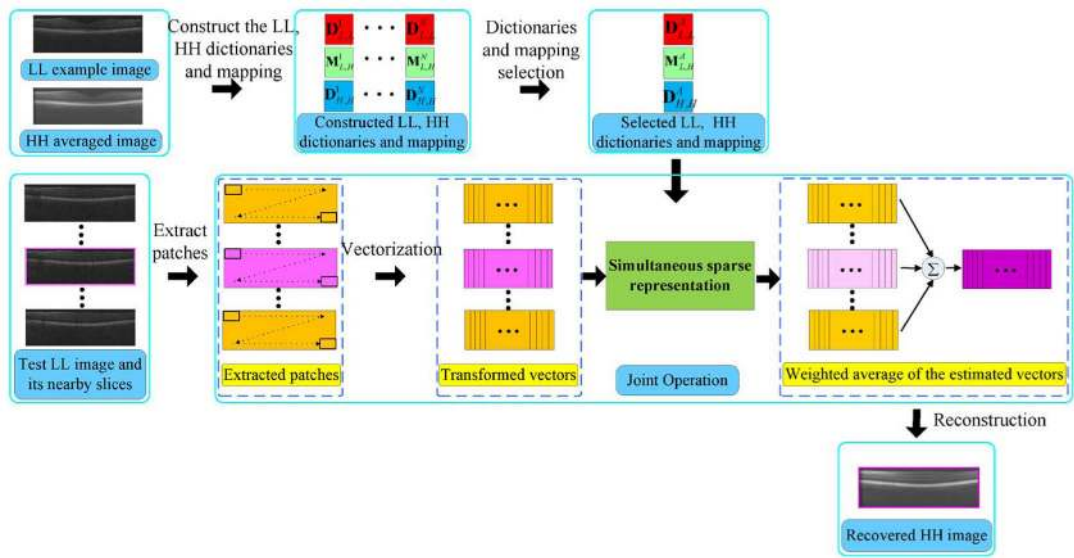 LL example image
HH averaged image
Construct the LL,
HH dictionaries
and mapping
Constructed LL, HH
dictionaries and mapping
Dictionaries
and mapping
selection
Selected LL, HH
dictionaries and mapping
Test LL image and
its nearby slices
Extract
patches
Extracted patches
Vectorization
Transformed vectors
Simultaneous sparse
representation
Joint Operation
Σ
Weighted average of the estimated vectors
Reconstruction
Recovered HH image